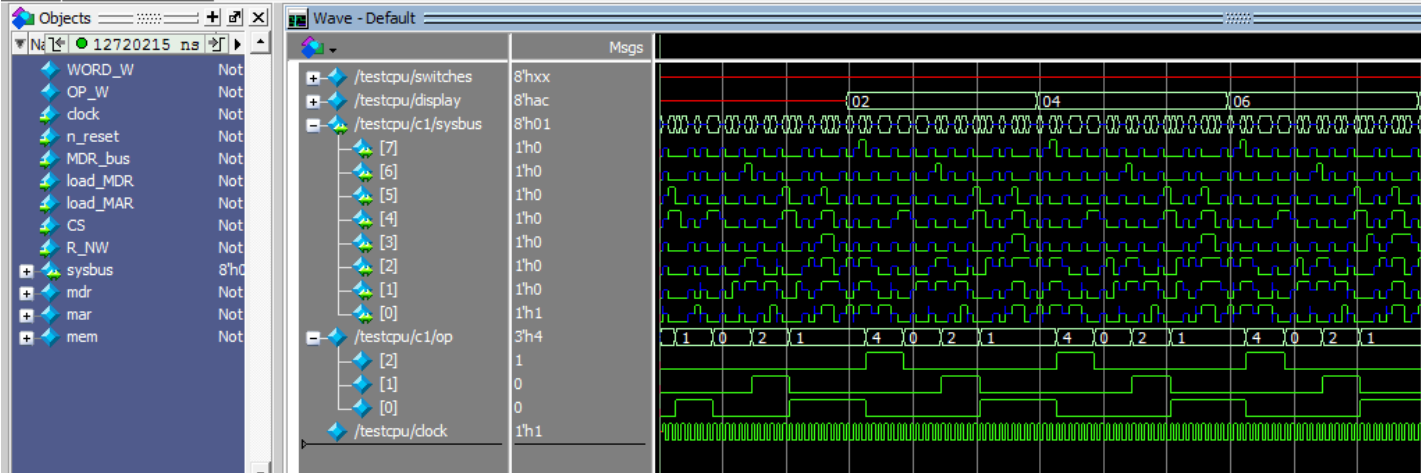 Objects
Wave - Default
12720215 ns
Msgs
WORD_W Not
OP_W Not
clock Not
n_reset Not
MDR_bus Not
load_MDR Not
load_MAR Not
CS Not
R_NW Not
sysbus 8'h0
mdr Not
mar Not
mem Not
/testcpu/switches 8'hxx
/testcpu/display 8'hac 02 04 06
/testcpu/c1/sysbus 8'h01
[7] 1'h0
[6] 1'h0
[5] 1'h0
[4] 1'h0
[3] 1'h0
[2] 1'h0
[1] 1'h0
[0] 1'h1
/testcpu/c1/op 3'h4 1 0 2 1 4 0 2 1 4 0 2 1 4 0 2 1
[2] 1
[1] 0
[0] 0
/testcpu/clock 1'h1